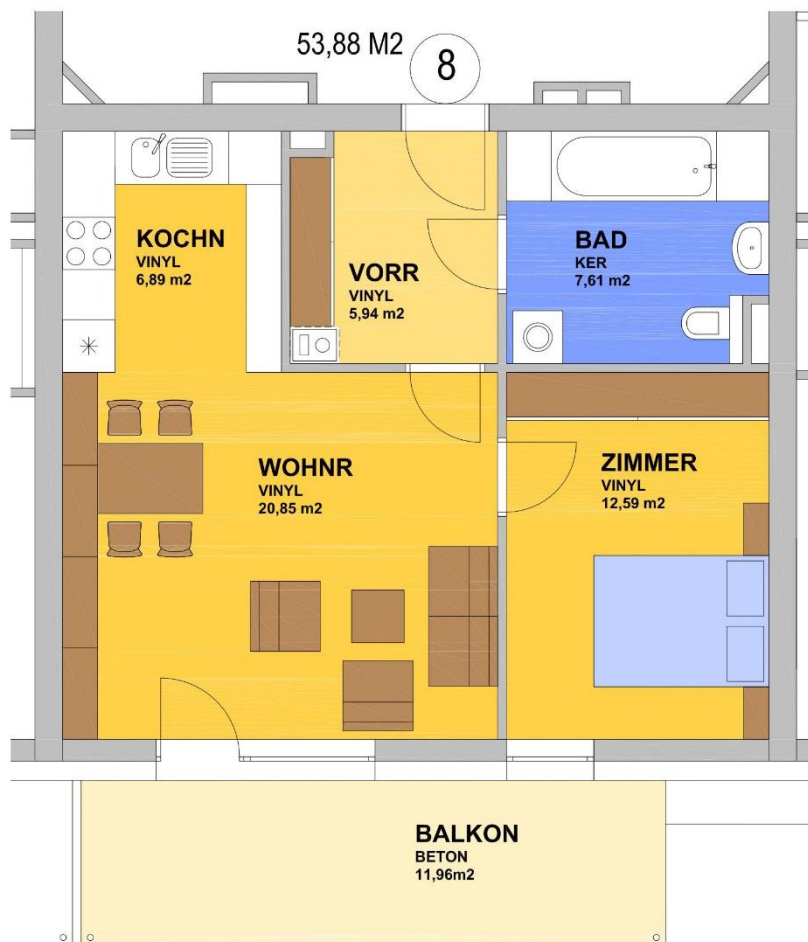 53,88 M2
8
KOCHN
VINYL
6,89 m2
VORR
VINYL
5,94 m2
BAD
KER
7,61 m2
WOHNR
VINYL
20,85 m2
ZIMMER
VINYL
12,59 m2
BALKON
BETON
11,96m2